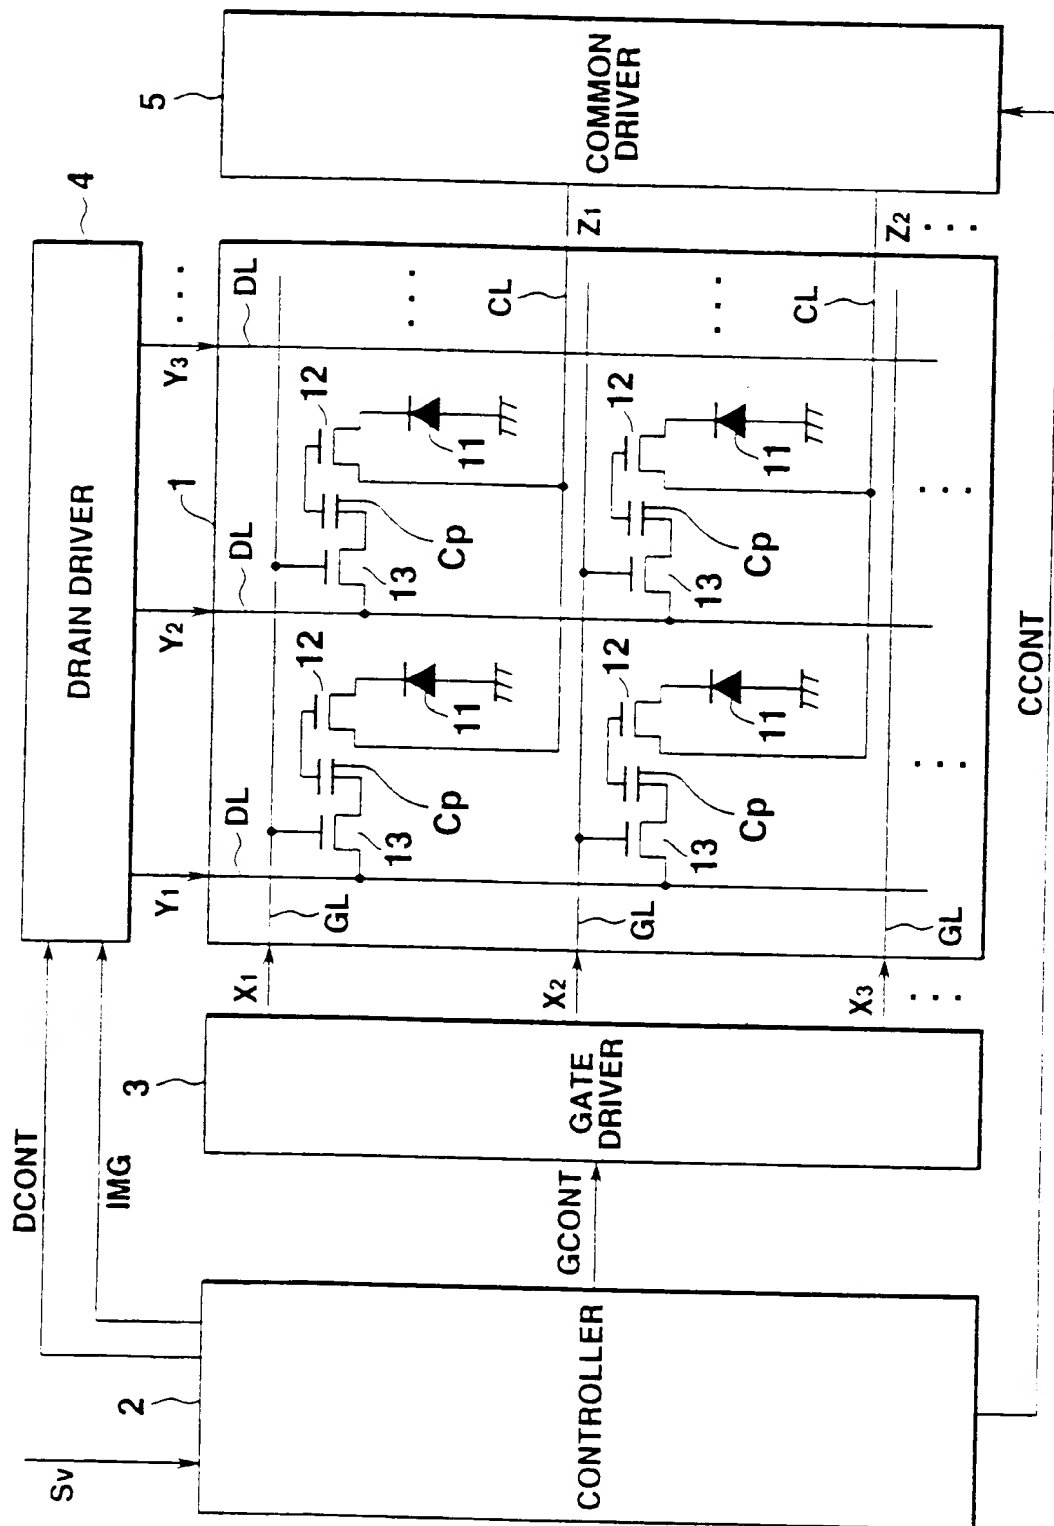 DCONT
IMG
Sv
2
CONTROLLER
GCONT
3
GATE
DRIVER
X1
X2
X3
. . .
DRAIN DRIVER
4
Y1
Y2
Y3
. . .
1
DL
DL
DL
GL
13
Cp
12
11
13
Cp
12
11
. . .
CL
GL
13
Cp
12
11
13
Cp
12
11
. . .
CL
GL
. . .
. . .
5
COMMON
DRIVER
Z1
Z2
. . .
CCONT